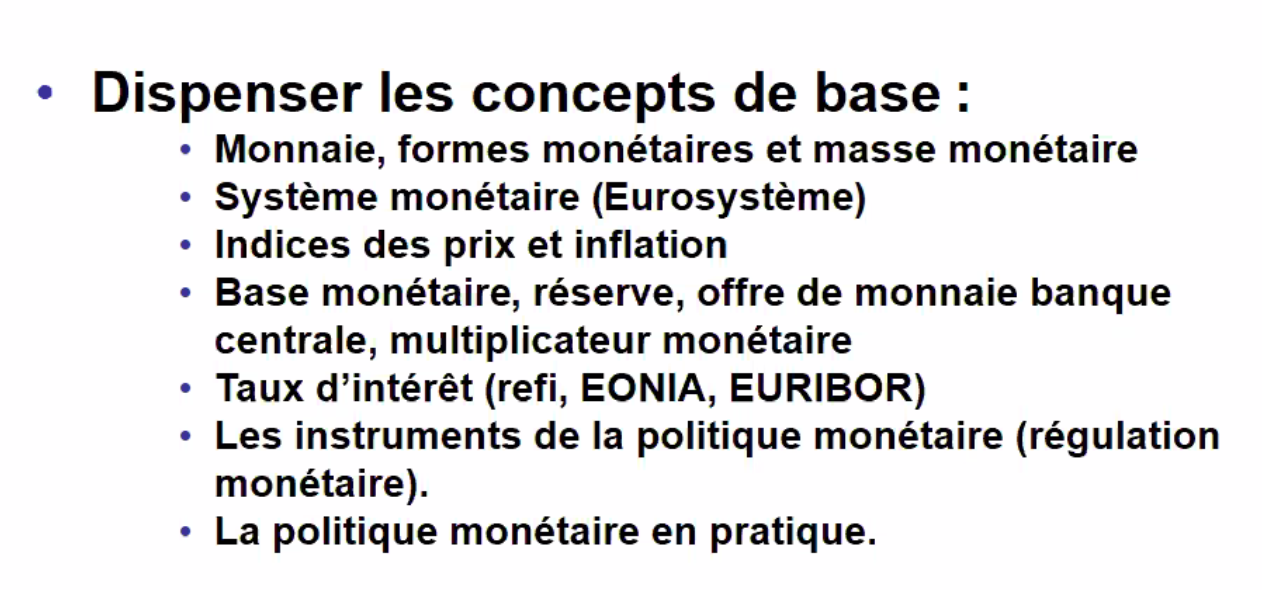 • Dispenser les concepts de base :
• Monnaie, formes monétaires et masse monétaire
• Système monétaire (Eurosystème)
• Indices des prix et inflation
• Base monétaire, réserve, offre de monnaie banque
centrale, multiplicateur monétaire
• Taux d’intérêt (refi, EONIA, EURIBOR)
• Les instruments de la politique monétaire (régulation
monétaire).
• La politique monétaire en pratique.